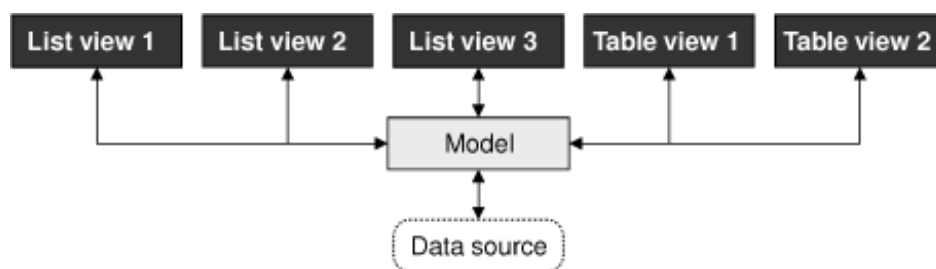 List view 1
List view 2
List view 3
Table view 1
Table view 2
Model
Data source